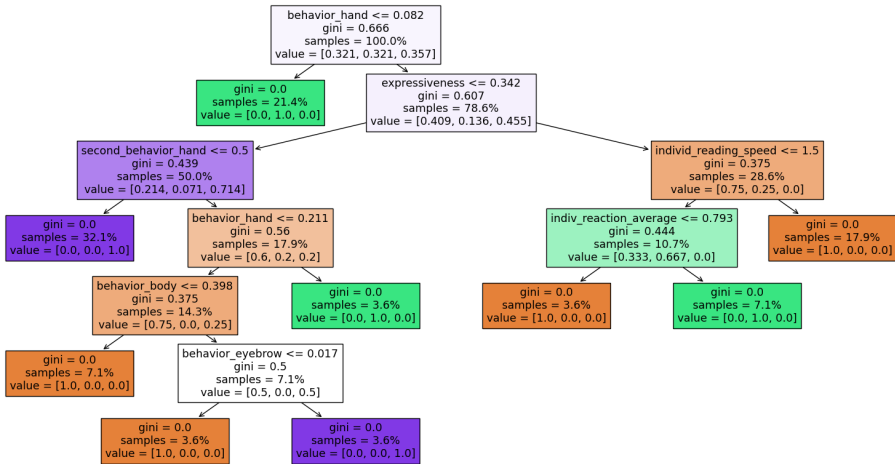 behavior_hand <= 0.082
gini = 0.666
samples = 100.0%
value = [0.321, 0.321, 0.357]
gini = 0.0
samples = 21.4%
value = [0.0, 1.0, 0.0]
expressiveness <= 0.342
gini = 0.607
samples = 78.6%
value = [0.409, 0.136, 0.455]
second_behavior_hand <= 0.5
gini = 0.439
samples = 50.0%
value = [0.214, 0.071, 0.714]
individ_reading_speed <= 1.5
gini = 0.375
samples = 28.6%
value = [0.75, 0.25, 0.0]
gini = 0.0
samples = 32.1%
value = [0.0, 0.0, 1.0]
behavior_hand <= 0.211
gini = 0.56
samples = 17.9%
value = [0.6, 0.2, 0.2]
indiv_reaction_average <= 0.793
gini = 0.444
samples = 10.7%
value = [0.333, 0.667, 0.0]
gini = 0.0
samples = 17.9%
value = [1.0, 0.0, 0.0]
behavior_body <= 0.398
gini = 0.375
samples = 14.3%
value = [0.75, 0.0, 0.25]
gini = 0.0
samples = 3.6%
value = [0.0, 1.0, 0.0]
gini = 0.0
samples = 3.6%
value = [1.0, 0.0, 0.0]
gini = 0.0
samples = 7.1%
value = [0.0, 1.0, 0.0]
gini = 0.0
samples = 7.1%
value = [1.0, 0.0, 0.0]
behavior_eyebrow <= 0.017
gini = 0.5
samples = 7.1%
value = [0.5, 0.0, 0.5]
gini = 0.0
samples = 3.6%
value = [1.0, 0.0, 0.0]
gini = 0.0
samples = 3.6%
value = [0.0, 0.0, 1.0]